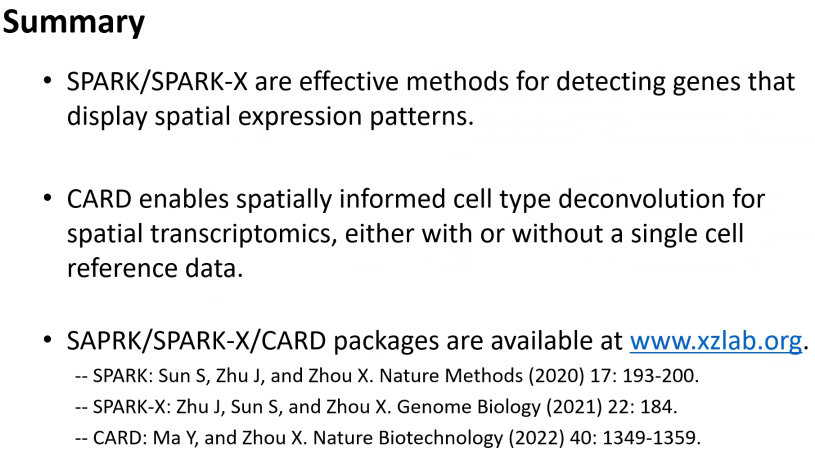 Summary
• SPARK/SPARK-X are effective methods for detecting genes that
display spatial expression patterns.
• CARD enables spatially informed cell type deconvolution for
spatial transcriptomics, either with or without a single cell
reference data.
• SAPRK/SPARK-X/CARD packages are available at www.xzlab.org.
-- SPARK: Sun S, Zhu J, and Zhou X. Nature Methods (2020) 17: 193-200.
-- SPARK-X: Zhu J, Sun S, and Zhou X. Genome Biology (2021) 22: 184.
-- CARD: Ma Y, and Zhou X. Nature Biotechnology (2022) 40: 1349-1359.